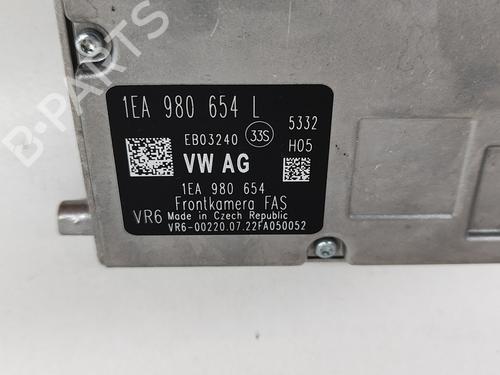 B-PARTS
1EA 980 654 L
EB03240 33S 5332
H05
VW AG
1EA 980 654
Frontkamera FAS
VR6 Made in Czech Republic
VR6-00220.07.22FA050052